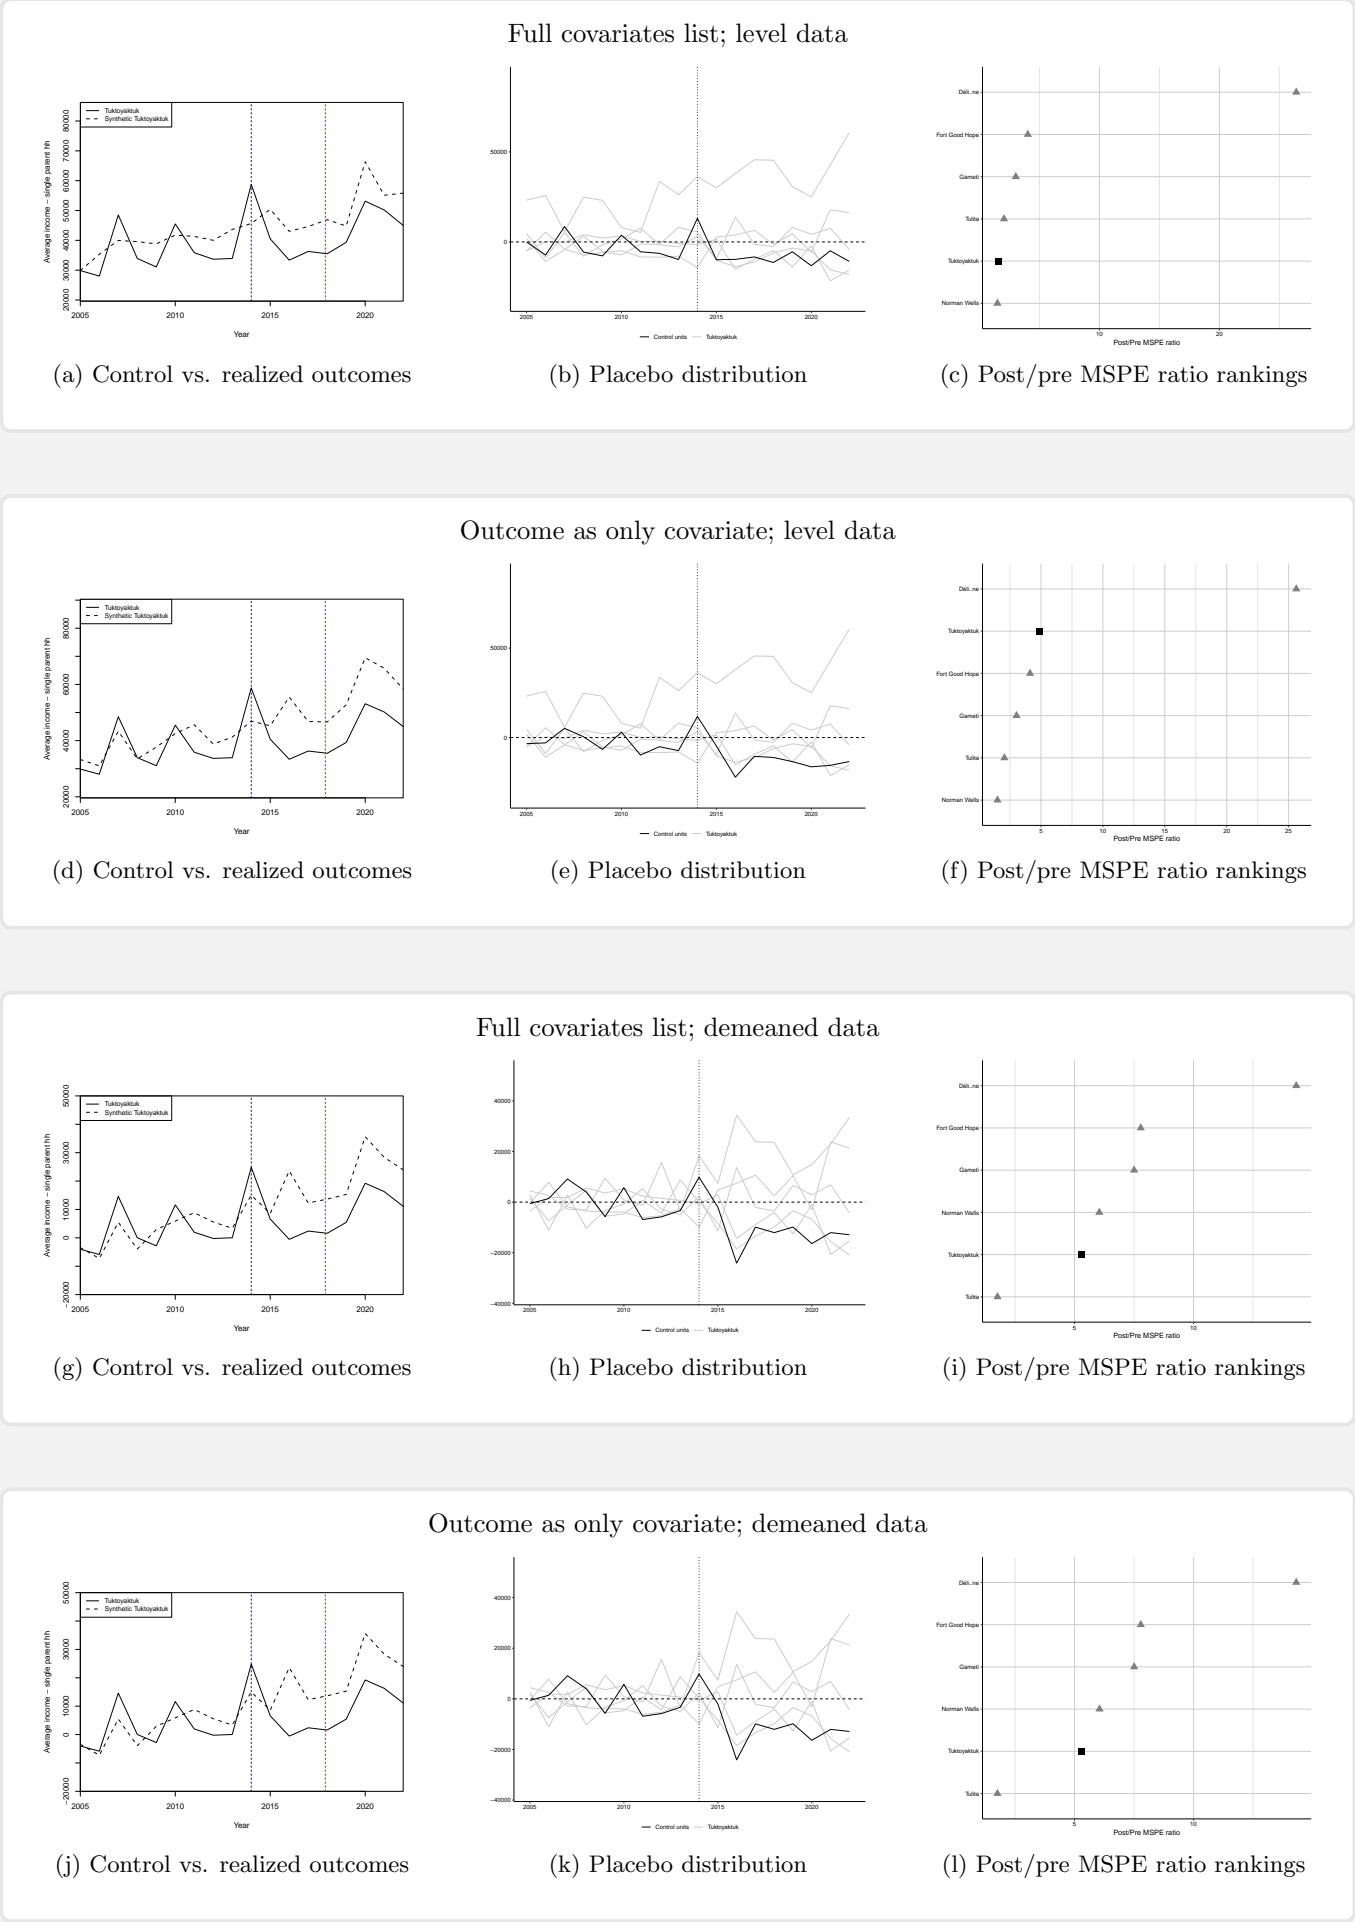 Full covariates list; level data
Tuktoyaktuk
Synthetic Tuktoyaktuk
Average income − single parent hh
20000 30000 40000 50000 60000 70000 80000
2005 2010 2015 2020
Year
(a) Control vs. realized outcomes
50000
0
2005 2010 2015 2020
Control units Tuktoyaktuk
(b) Placebo distribution
Déli..ne
Fort Good Hope
Gameti
Tulita
Tuktoyaktuk
Norman Wells
10 20
Post/Pre MSPE ratio
(c) Post/pre MSPE ratio rankings
Outcome as only covariate; level data
Tuktoyaktuk
Synthetic Tuktoyaktuk
Average income − single parent hh
20000 40000 60000 80000
2005 2010 2015 2020
Year
(d) Control vs. realized outcomes
50000
0
2005 2010 2015 2020
Control units Tuktoyaktuk
(e) Placebo distribution
Déli..ne
Tuktoyaktuk
Fort Good Hope
Gameti
Tulita
Norman Wells
5 10 15 20 25
Post/Pre MSPE ratio
(f) Post/pre MSPE ratio rankings
Full covariates list; demeaned data
Tuktoyaktuk
Synthetic Tuktoyaktuk
Average income − single parent hh
−20000 0 10000 30000 50000
2005 2010 2015 2020
Year
(g) Control vs. realized outcomes
40000
20000
0
−20000
−40000
2005 2010 2015 2020
Control units Tuktoyaktuk
(h) Placebo distribution
Déli..ne
Fort Good Hope
Gameti
Norman Wells
Tuktoyaktuk
Tulita
5 10
Post/Pre MSPE ratio
(i) Post/pre MSPE ratio rankings
Outcome as only covariate; demeaned data
Tuktoyaktuk
Synthetic Tuktoyaktuk
Average income − single parent hh
−20000 0 10000 30000 50000
2005 2010 2015 2020
Year
(j) Control vs. realized outcomes
40000
20000
0
−20000
−40000
2005 2010 2015 2020
Control units Tuktoyaktuk
(k) Placebo distribution
Déli..ne
Fort Good Hope
Gameti
Norman Wells
Tuktoyaktuk
Tulita
5 10
Post/Pre MSPE ratio
(l) Post/pre MSPE ratio rankings